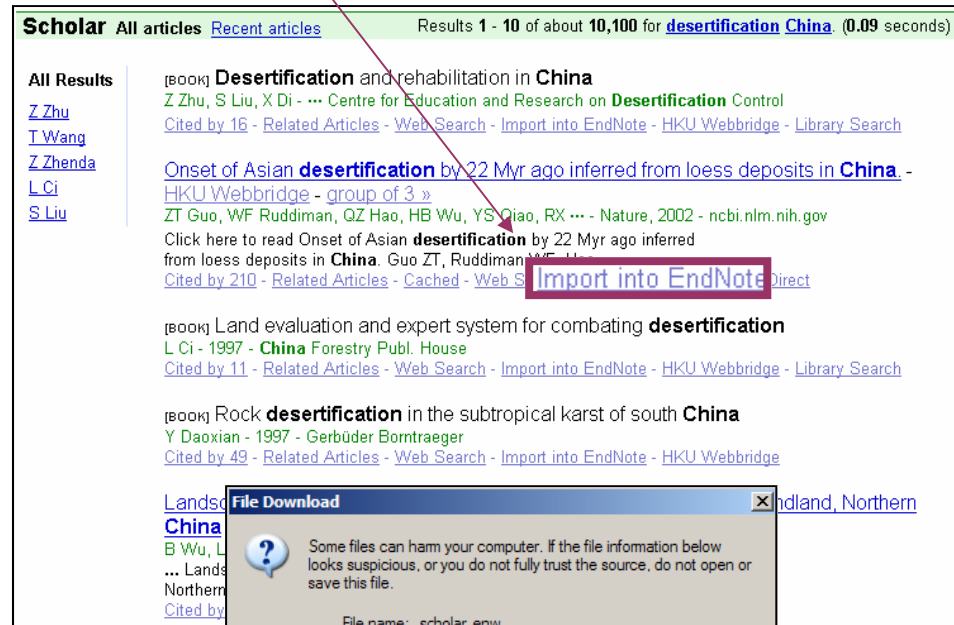 Scholar All articles Recent articles Results 1 - 10 of about 10,100 for desertification China. (0.09 seconds)
All Results
Z Zhu
T Wang
Z Zhenda
L Ci
S Liu
[BOOK] Desertification and rehabilitation in China
Z Zhu, S Liu, X Di - ··· Centre for Education and Research on Desertification Control
Cited by 16 - Related Articles - Web Search - Import into EndNote - HKU Webbridge - Library Search
Onset of Asian desertification by 22 Myr ago inferred from loess deposits in China. -
HKU Webbridge - group of 3 »
ZT Guo, WF Ruddiman, QZ Hao, HB Wu, YS Qiao, RX ··· - Nature, 2002 - ncbi.nlm.nih.gov
Click here to read Onset of Asian desertification by 22 Myr ago inferred
from loess deposits in China. Guo ZT, Ruddiman
Cited by 210 - Related Articles - Cached - Web S Import into EndNote Direct
[BOOK] Land evaluation and expert system for combating desertification
L Ci - 1997 - China Forestry Publ. House
Cited by 11 - Related Articles - Web Search - Import into EndNote - HKU Webbridge - Library Search
[BOOK] Rock desertification in the subtropical karst of south China
Y Daoxian - 1997 - Gerbüder Borntraeger
Cited by 49 - Related Articles - Web Search - Import into EndNote - HKU Webbridge
Landsc ndland, Northern
China
B Wu, L
... Lands
Northern
Cited by
File Download
Some files can harm your computer. If the file information below
looks suspicious, or you do not fully trust the source, do not open or
save this file.
File name: scholar.enw